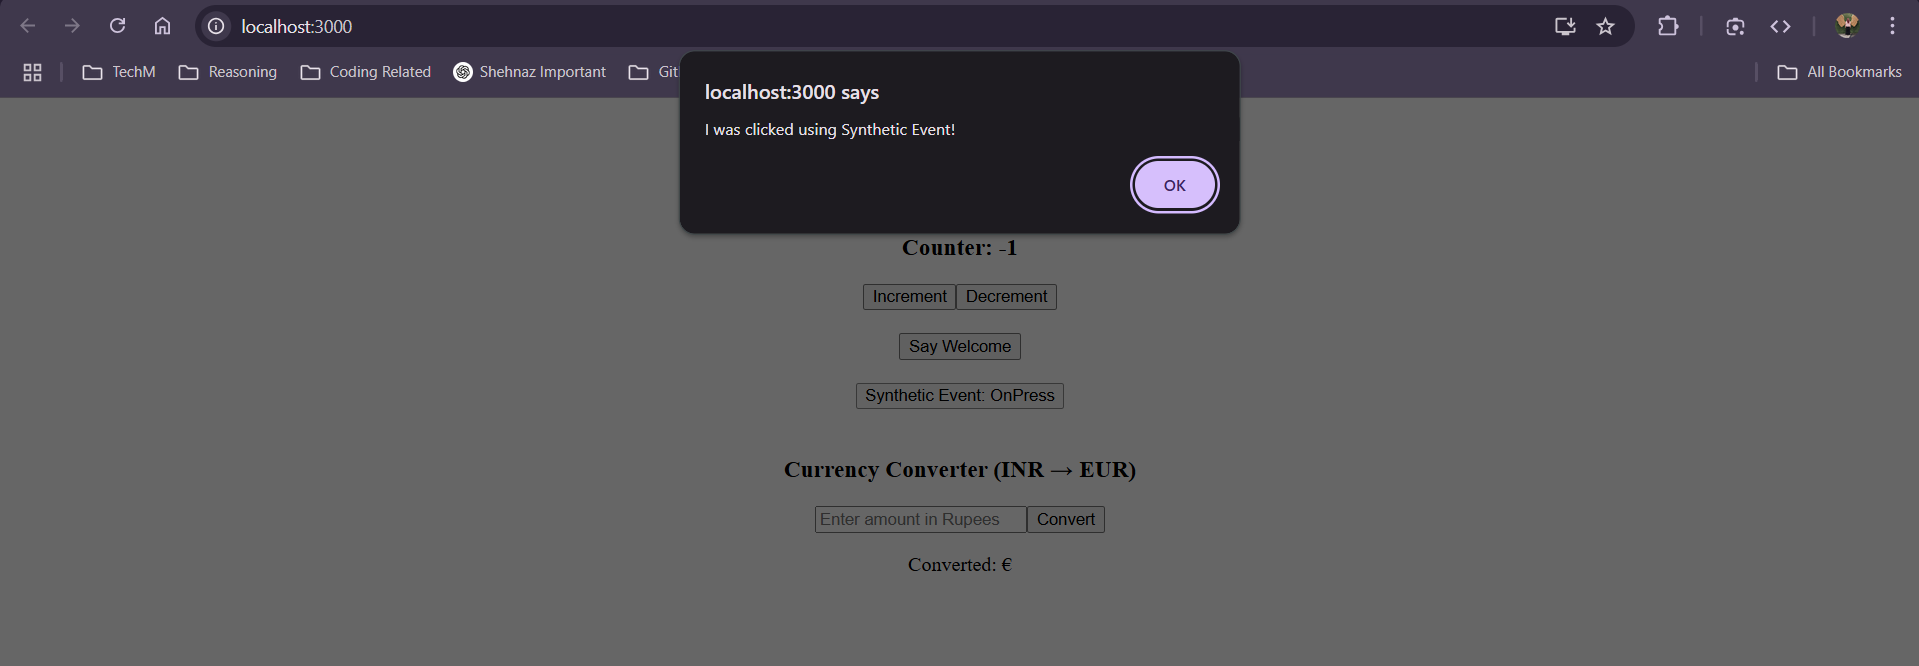 localhost:3000
TechM
Reasoning
Coding Related
Shehnaz Important
Git
All Bookmarks
localhost:3000 says
I was clicked using Synthetic Event!
OK
Counter: -1
Increment Decrement
Say Welcome
Synthetic Event: OnPress
Currency Converter (INR → EUR)
Enter amount in Rupees Convert
Converted: €